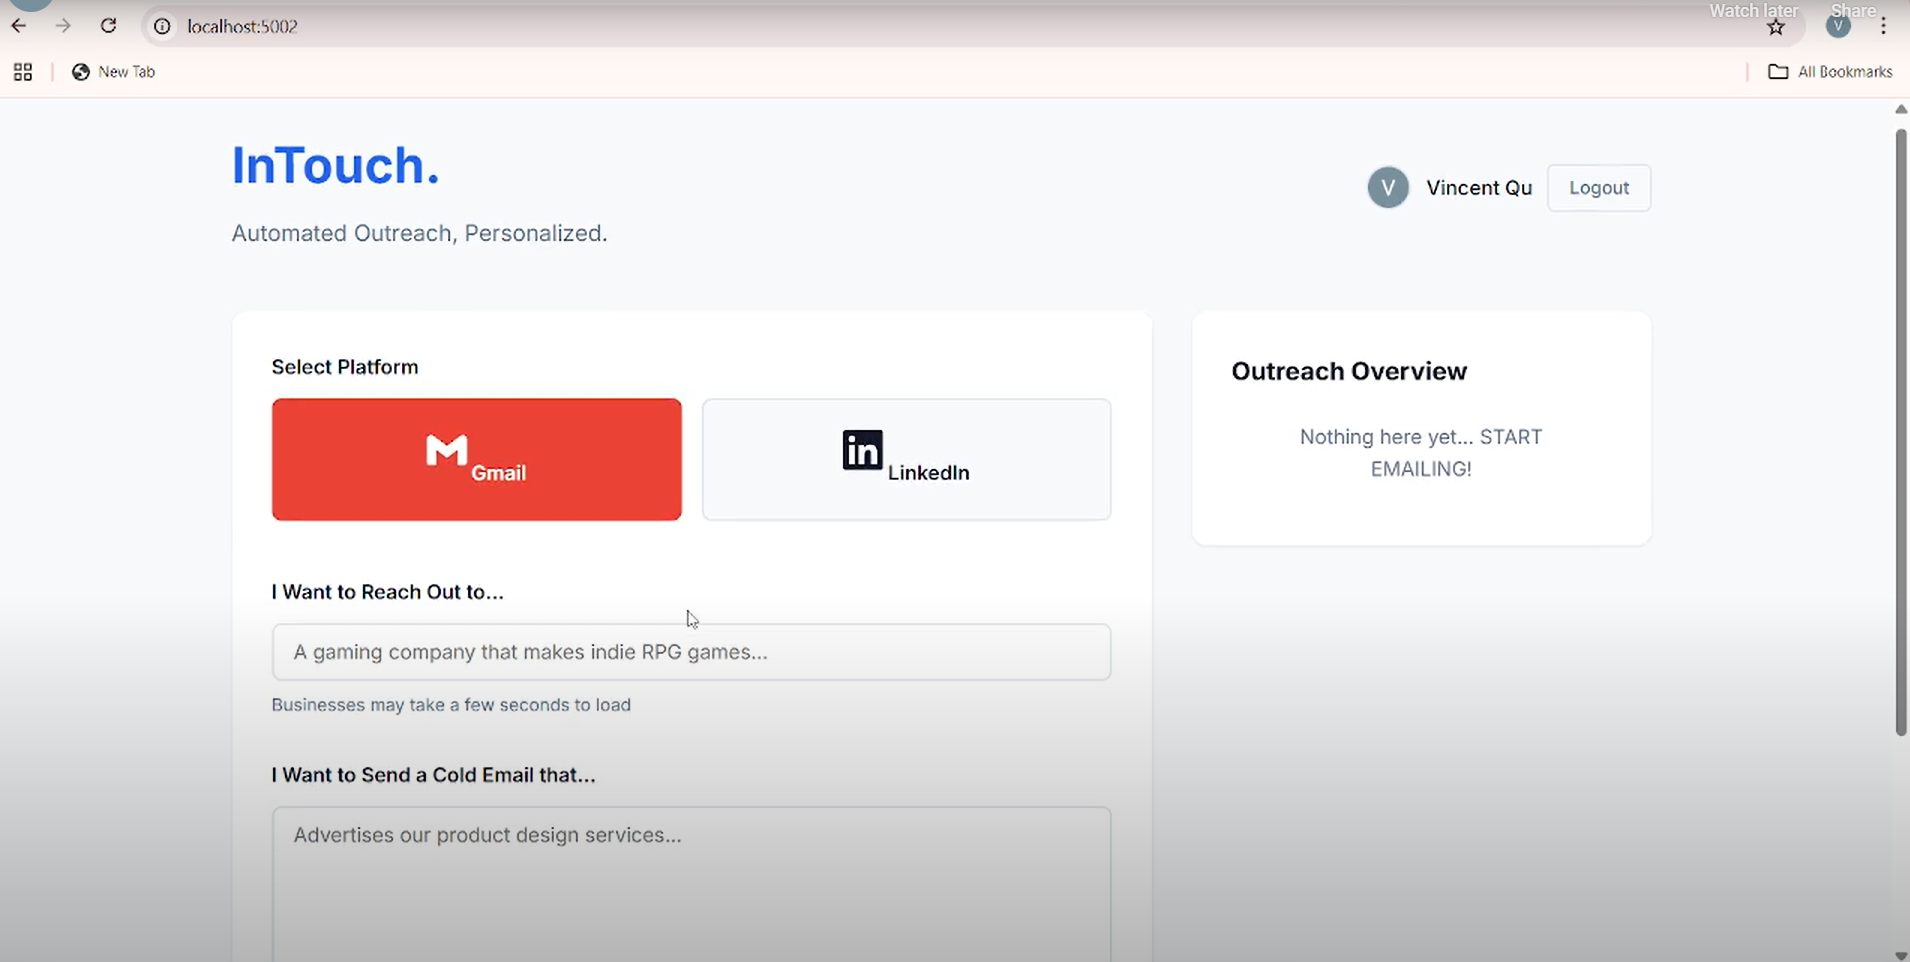 Watch later
Share
localhost:5002
V
New Tab
All Bookmarks
InTouch.
V
Vincent Qu
Logout
Automated Outreach, Personalized.
Select Platform
Gmail
in
LinkedIn
Outreach Overview
Nothing here yet... START
EMAILING!
I Want to Reach Out to...
A gaming company that makes indie RPG games...
Businesses may take a few seconds to load
I Want to Send a Cold Email that...
Advertises our product design services...